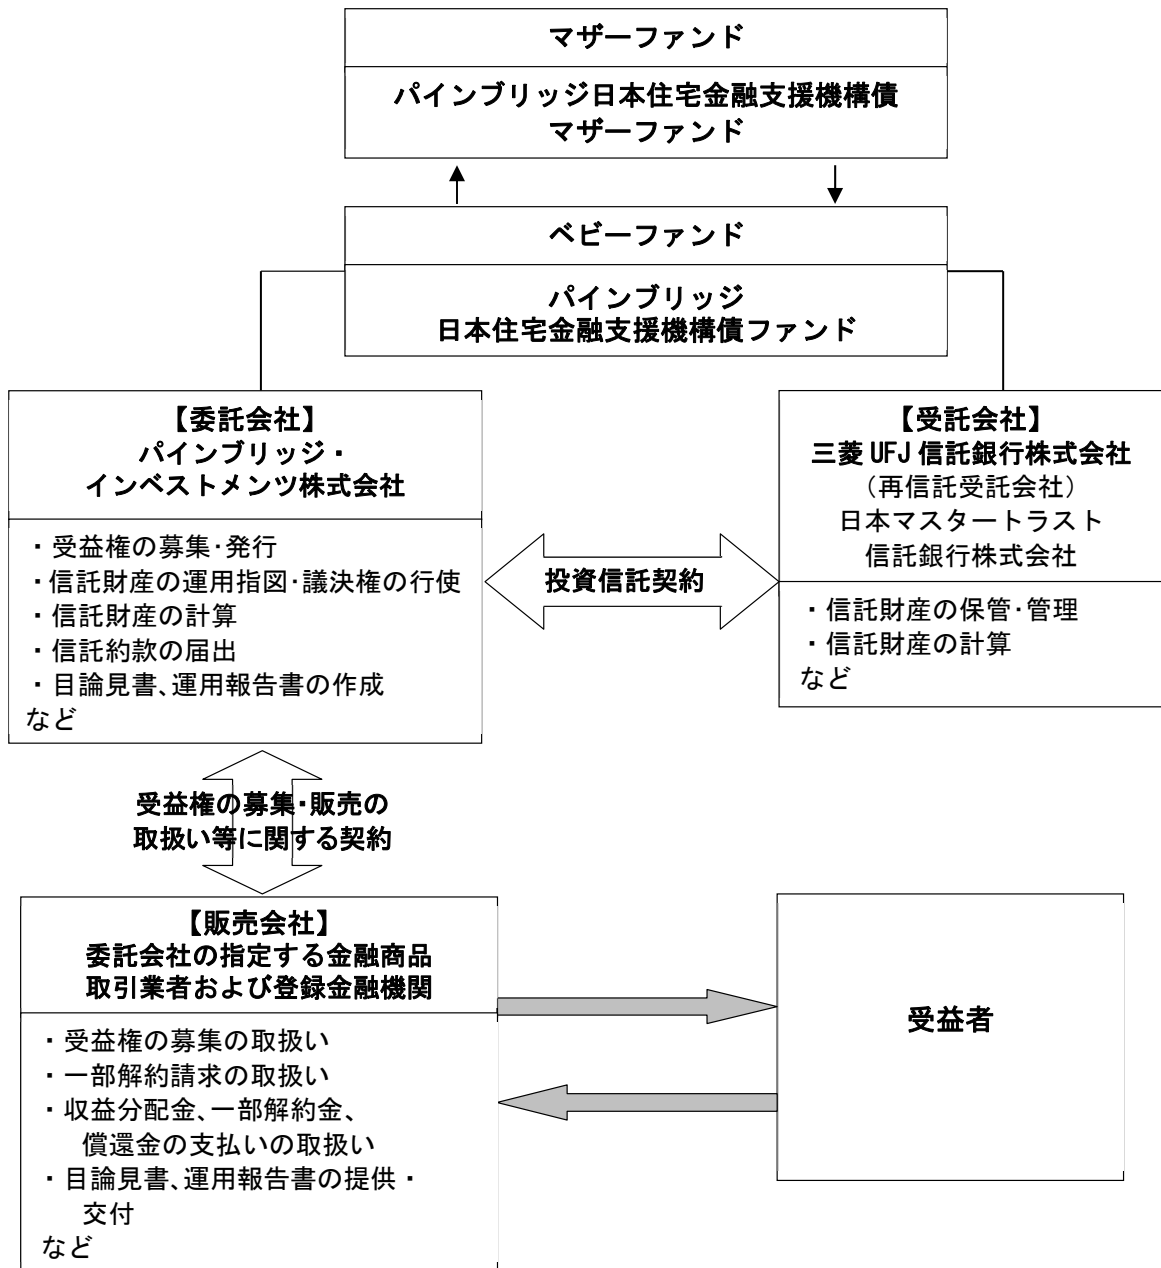 マザーファンド
パインブリッジ日本住宅金融支援機構債
マザーファンド
ベビーファンド
パインブリッジ
日本住宅金融支援機構債ファンド
【委託会社】
パインブリッジ・
インベストメンツ株式会社
・受益権の募集・発行
・信託財産の運用指図・議決権の行使
・信託財産の計算
・信託約款の届出
・目論見書、運用報告書の作成
など
投資信託契約
【受託会社】
三菱 UFJ 信託銀行株式会社
（再信託受託会社）
日本マスタートラスト
信託銀行株式会社
・信託財産の保管・管理
・信託財産の計算
など
受益権の募集・販売の
取扱い等に関する契約
【販売会社】
委託会社の指定する金融商品
取引業者および登録金融機関
・受益権の募集の取扱い
・一部解約請求の取扱い
・収益分配金、一部解約金、
償還金の支払いの取扱い
・目論見書、運用報告書の提供・
交付
など
受益者